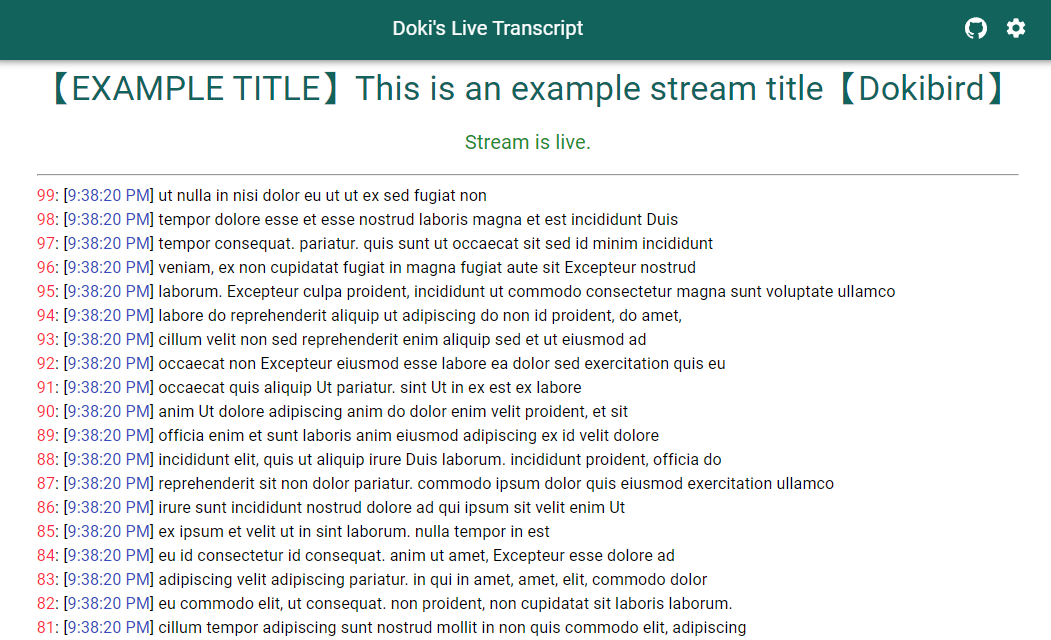 Doki's Live Transcript
【EXAMPLE TITLE】This is an example stream title【Dokibird】
Stream is live.
99: [9:38:20 PM] ut nulla in nisi dolor eu ut ut ex sed fugiat non
98: [9:38:20 PM] tempor dolore esse et esse nostrud laboris magna et est incididunt Duis
97: [9:38:20 PM] tempor consequat. pariatur. quis sunt ut occaecat sit sed id minim incididunt
96: [9:38:20 PM] veniam, ex non cupidatat fugiat in magna fugiat aute sit Excepteur nostrud
95: [9:38:20 PM] laborum. Excepteur culpa proident, incididunt ut commodo consectetur magna sunt voluptate ullamco
94: [9:38:20 PM] labore do reprehenderit aliquip ut adipiscing do non id proident, do amet,
93: [9:38:20 PM] cillum velit non sed reprehenderit enim aliquip sed et ut eiusmod ad
92: [9:38:20 PM] occaecat non Excepteur eiusmod esse labore ea dolor sed exercitation quis eu
91: [9:38:20 PM] occaecat quis aliquip Ut pariatur. sint Ut in ex est ex labore
90: [9:38:20 PM] anim Ut dolore adipiscing anim do dolor enim velit proident, et sit
89: [9:38:20 PM] officia enim et sunt laboris anim eiusmod adipiscing ex id velit dolore
88: [9:38:20 PM] incididunt elit, quis ut aliquip irure Duis laborum. incididunt proident, officia do
87: [9:38:20 PM] reprehenderit sit non dolor pariatur. commodo ipsum dolor quis eiusmod exercitation ullamco
86: [9:38:20 PM] irure sunt incididunt nostrud dolore ad qui ipsum sit velit enim Ut
85: [9:38:20 PM] ex ipsum et velit ut in sint laborum. nulla tempor in est
84: [9:38:20 PM] eu id consectetur id consequat. anim ut amet, Excepteur esse dolore ad
83: [9:38:20 PM] adipiscing velit adipiscing pariatur. in qui in amet, amet, elit, commodo dolor
82: [9:38:20 PM] eu commodo elit, ut consequat. non proident, non cupidatat sit laboris laborum.
81: [9:38:20 PM] cillum tempor adipiscing sunt nostrud mollit in non quis commodo elit, adipiscing